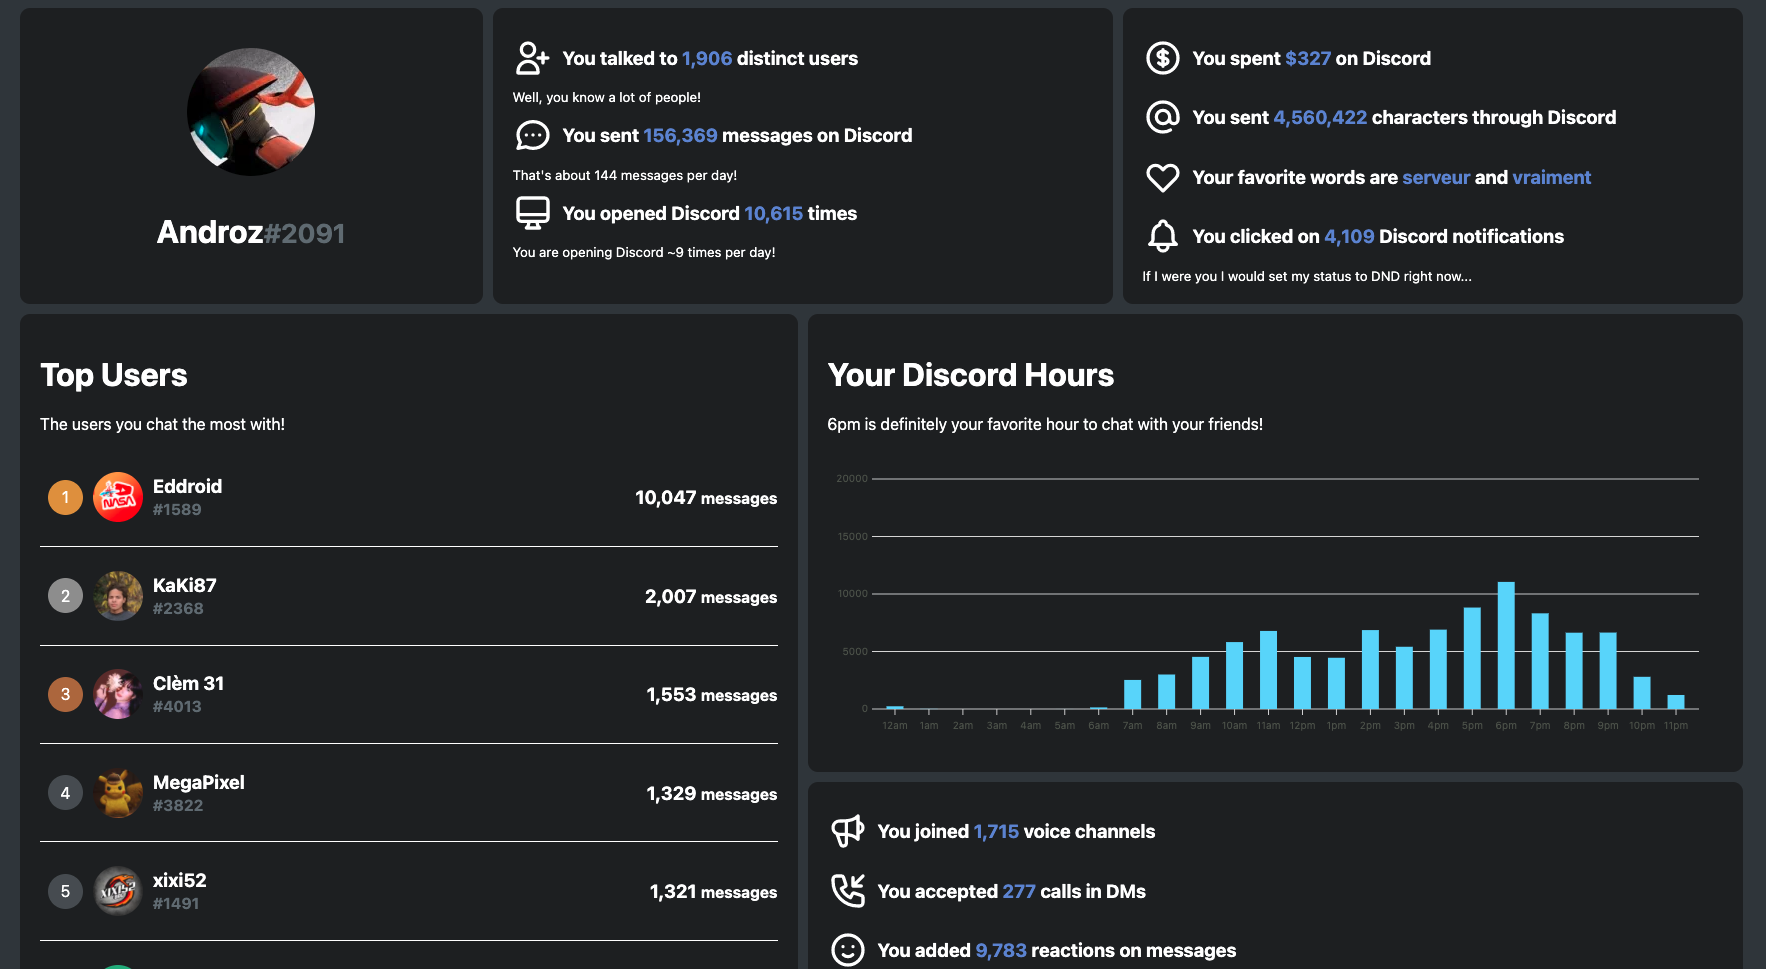 Androz#2091
You talked to 1,906 distinct users
Well, you know a lot of people!
You sent 156,369 messages on Discord
That's about 144 messages per day!
You opened Discord 10,615 times
You are opening Discord ~9 times per day!
You spent $327 on Discord
You sent 4,560,422 characters through Discord
Your favorite words are serveur and vraiment
You clicked on 4,109 Discord notifications
If I were you I would set my status to DND right now...
Top Users
The users you chat the most with!
1
NASA
Eddroid
#1589
10,047 messages
2
KaKi87
#2368
2,007 messages
3
Clèm 31
#4013
1,553 messages
4
MegaPixel
#3822
1,329 messages
5
XIXI52
xixi52
#1491
1,321 messages
Your Discord Hours
6pm is definitely your favorite hour to chat with your friends!
20000
15000
10000
5000
0
12am 1am 2am 3am 4am 5am 6am 7am 8am 9am 10am 11am 12pm 1pm 2pm 3pm 4pm 5pm 6pm 7pm 8pm 9pm 10pm 11pm
You joined 1,715 voice channels
You accepted 277 calls in DMs
You added 9,783 reactions on messages